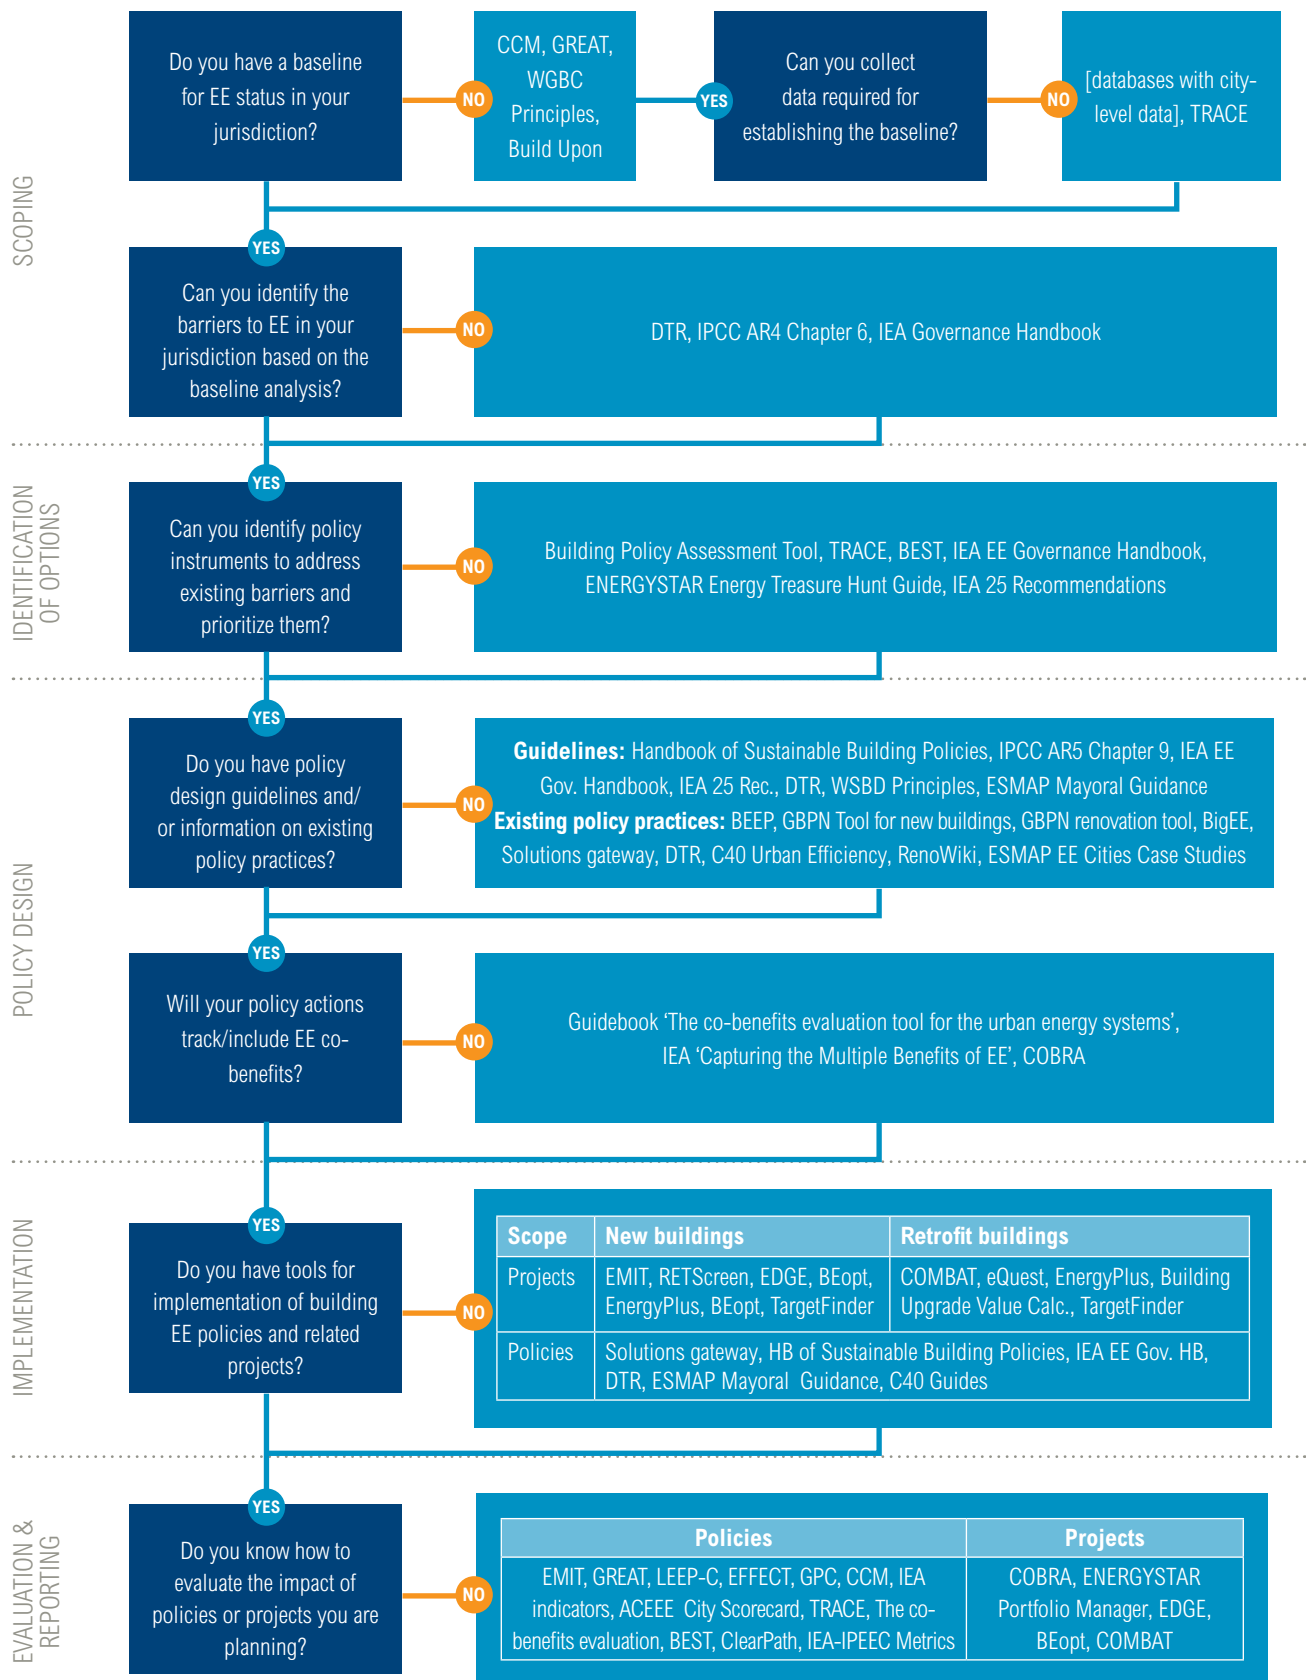 SCOPING
Do you have a baseline
for EE status in your
jurisdiction?
NO
CCM, GREAT,
WGBC
Principles,
Build Upon
YES
Can you collect
data required for
establishing the baseline?
NO
[databases with city-
level data], TRACE
YES
Can you identify the
barriers to EE in your
jurisdiction based on the
baseline analysis?
NO
DTR, IPCC AR4 Chapter 6, IEA Governance Handbook
IDENTIFICATION
OF OPTIONS
YES
Can you identify policy
instruments to address
existing barriers and
prioritize them?
NO
Building Policy Assessment Tool, TRACE, BEST, IEA EE Governance Handbook,
ENERGYSTAR Energy Treasure Hunt Guide, IEA 25 Recommendations
POLICY DESIGN
YES
Do you have policy
design guidelines and/
or information on existing
policy practices?
NO
Guidelines: Handbook of Sustainable Building Policies, IPCC AR5 Chapter 9, IEA EE
Gov. Handbook, IEA 25 Rec., DTR, WSBD Principles, ESMAP Mayoral Guidance
Existing policy practices: BEEP, GBPN Tool for new buildings, GBPN renovation tool, BigEE,
Solutions gateway, DTR, C40 Urban Efficiency, RenoWiki, ESMAP EE Cities Case Studies
YES
Will your policy actions
track/include EE co-
benefits?
NO
Guidebook ‘The co-benefits evaluation tool for the urban energy systems’,
IEA ‘Capturing the Multiple Benefits of EE’, COBRA
IMPLEMENTATION
YES
Do you have tools for
implementation of building
EE policies and related
projects?
NO
Scope New buildings Retrofit buildings
Projects
EMIT, RETScreen, EDGE, BEopt,
EnergyPlus, BEopt, TargetFinder
COMBAT, eQuest, EnergyPlus, Building
Upgrade Value Calc., TargetFinder
Policies
Solutions gateway, HB of Sustainable Building Policies, IEA EE Gov. HB,
DTR, ESMAP Mayoral Guidance, C40 Guides
EVALUATION &
REPORTING
YES
Do you know how to
evaluate the impact of
policies or projects you are
planning?
NO
Policies Projects
EMIT, GREAT, LEEP-C, EFFECT, GPC, CCM, IEA
indicators, ACEEE City Scorecard, TRACE, The co-
benefits evaluation, BEST, ClearPath, IEA-IPEEC Metrics
COBRA, ENERGYSTAR
Portfolio Manager, EDGE,
BEopt, COMBAT